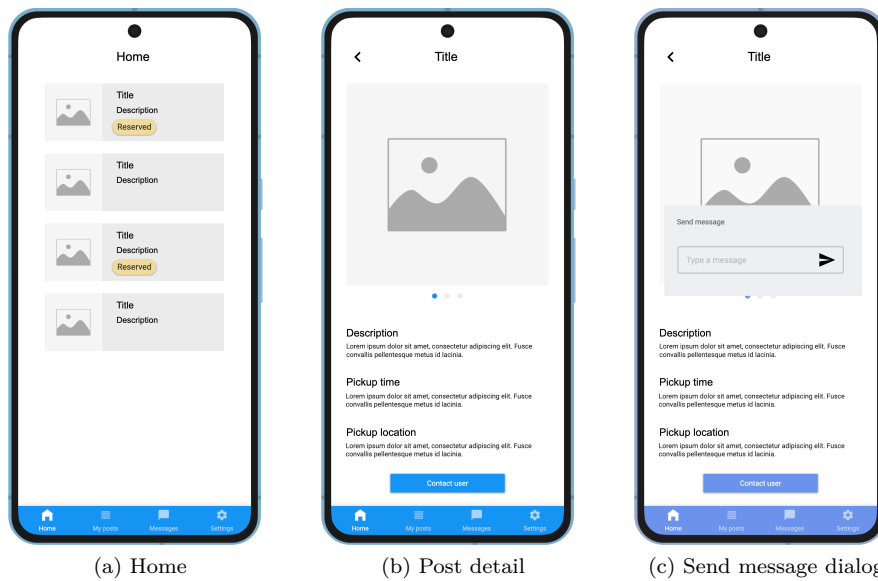 Home
Title
Description
Reserved
Title
Description
Title
Description
Reserved
Title
Description
Home My posts Messages Settings
(a) Home
Title
Description
Lorem ipsum dolor sit amet, consectetur adipiscing elit. Fusce
convallis pellentesque metus id lacinia.
Pickup time
Lorem ipsum dolor sit amet, consectetur adipiscing elit. Fusce
convallis pellentesque metus id lacinia.
Pickup location
Lorem ipsum dolor sit amet, consectetur adipiscing elit. Fusce
convallis pellentesque metus id lacinia.
Contact user
Home My posts Messages Settings
(b) Post detail
Title
Send message
Type a message
Description
Lorem ipsum dolor sit amet, consectetur adipiscing elit. Fusce
convallis pellentesque metus id lacinia.
Pickup time
Lorem ipsum dolor sit amet, consectetur adipiscing elit. Fusce
convallis pellentesque metus id lacinia.
Pickup location
Lorem ipsum dolor sit amet, consectetur adipiscing elit. Fusce
convallis pellentesque metus id lacinia.
Contact user
Home My posts Messages Settings
(c) Send message dialog